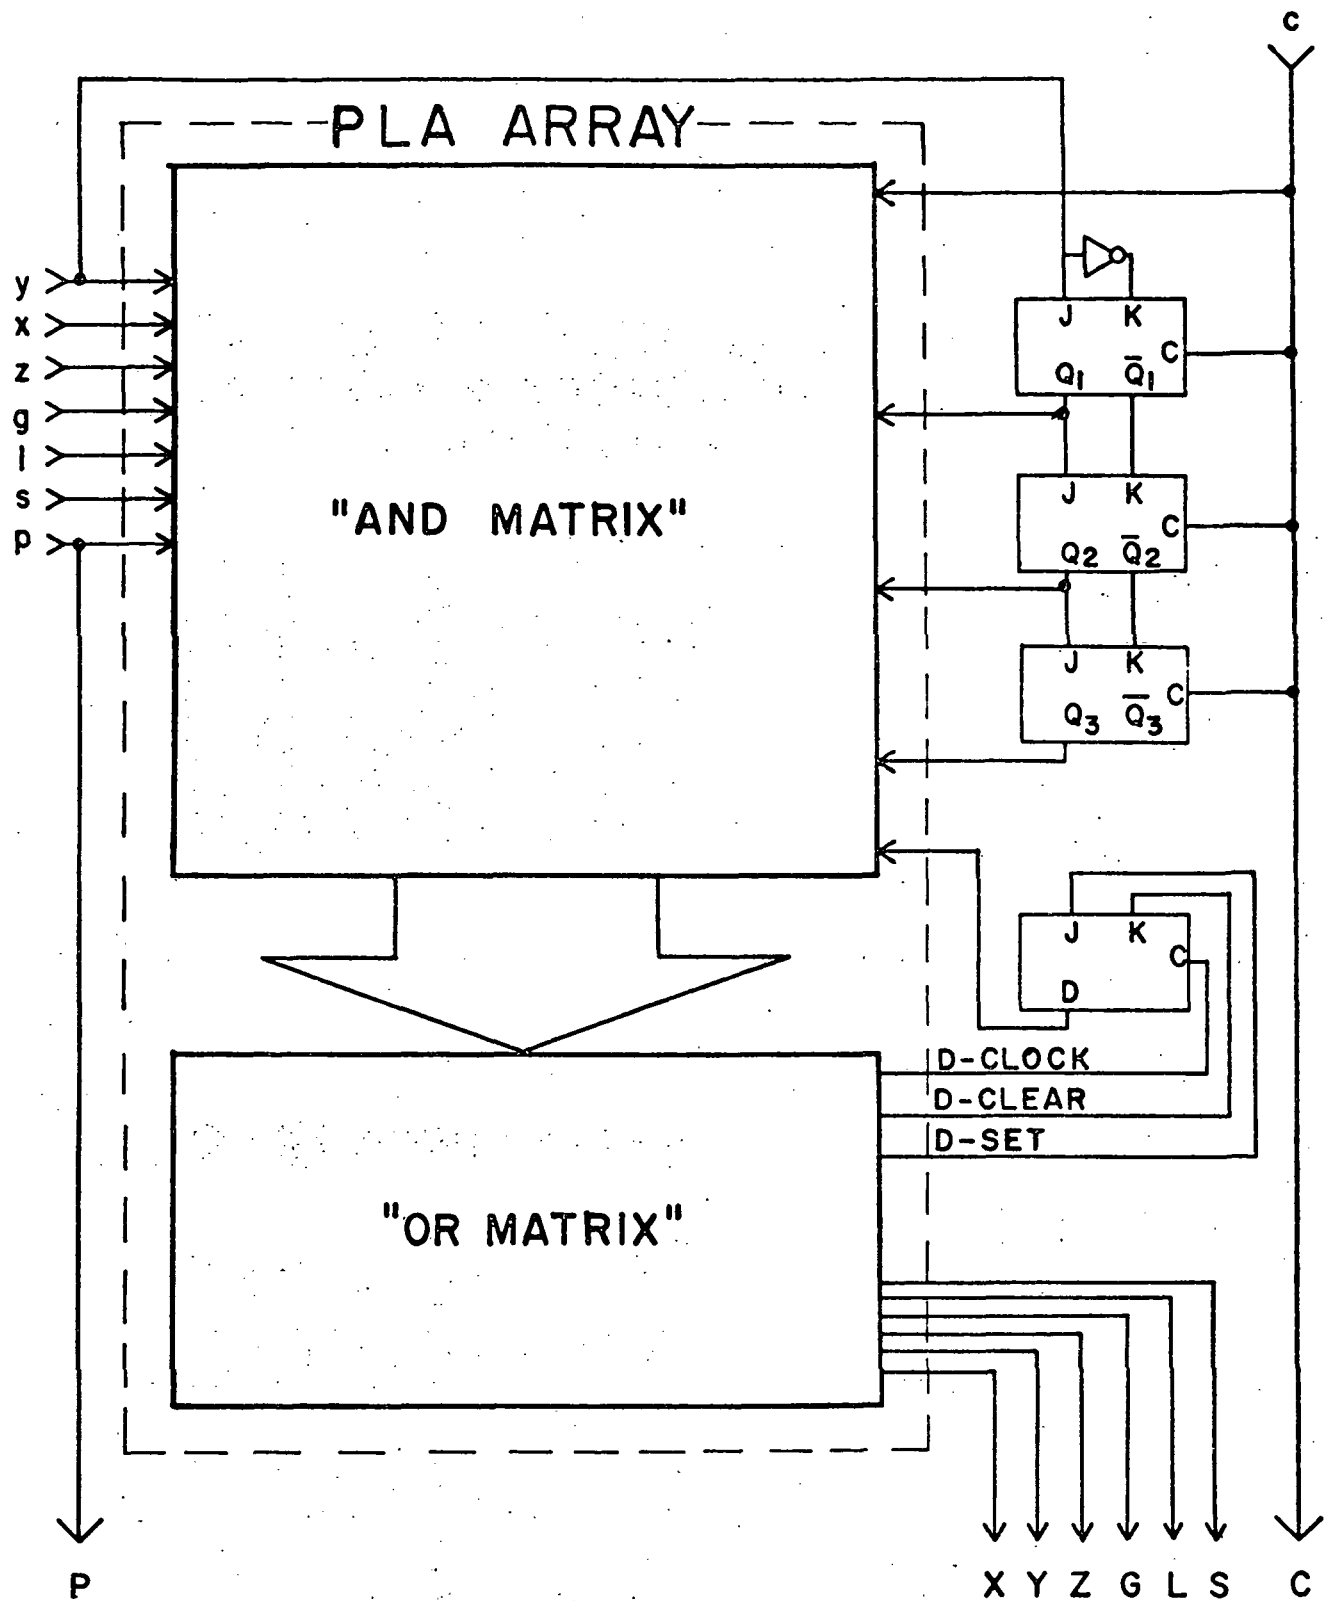 c
PLA ARRAY
y
x
z
g
l
s
p
J K
C
Q1 Q̅1
"AND MATRIX"
J K
C
Q2 Q̅2
J K
C
Q3 Q̅3
J K
C
D
D-CLOCK
D-CLEAR
D-SET
"OR MATRIX"
P X Y Z G L S C